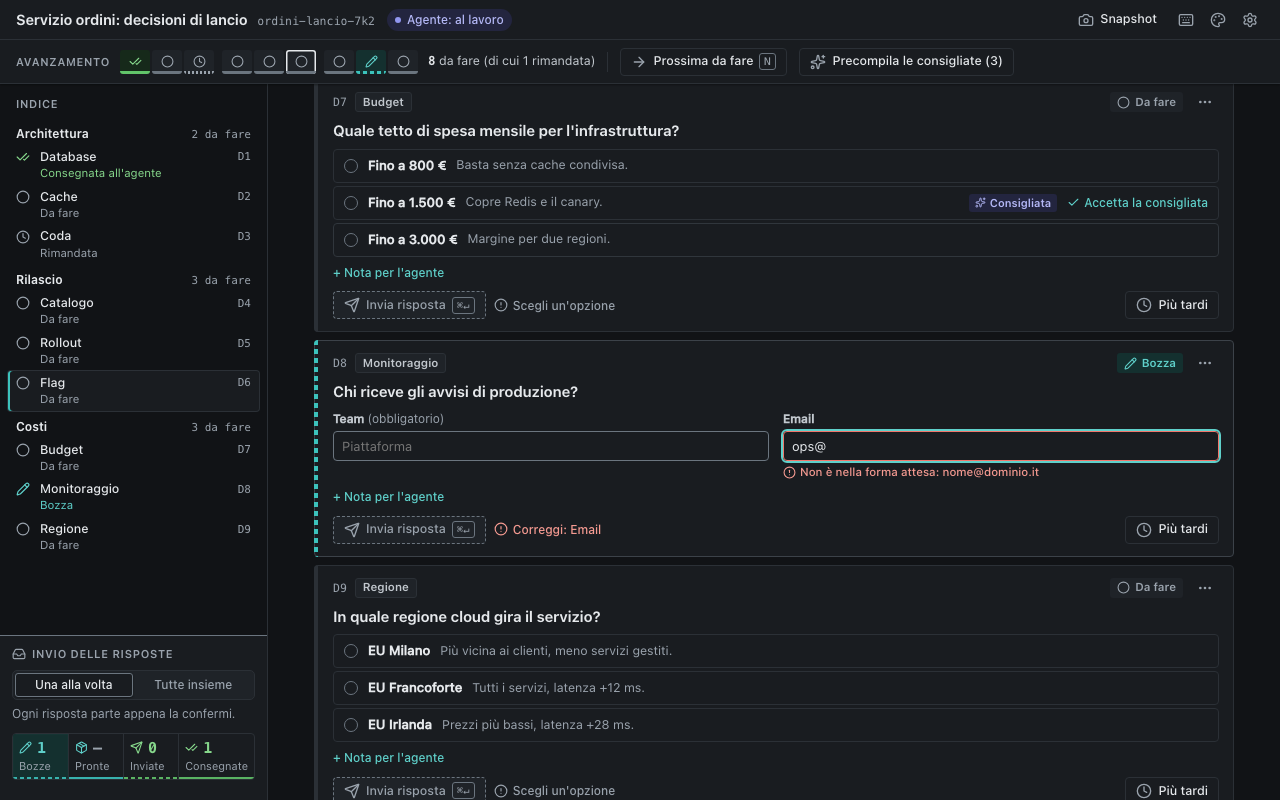 Servizio ordini: decisioni di lancio ordini-lancio-7k2 Agente: al lavoro Snapshot
AVANZAMENTO 8 da fare (di cui 1 rimandata) Prossima da fare N Precompila le consigliate (3)
INDICE
Architettura 2 da fare
Database D1
Consegnata all'agente
Cache D2
Da fare
Coda D3
Rimandata
Rilascio 3 da fare
Catalogo D4
Da fare
Rollout D5
Da fare
Flag D6
Da fare
Costi 3 da fare
Budget D7
Da fare
Monitoraggio D8
Bozza
Regione D9
Da fare
INVIO DELLE RISPOSTE
Una alla volta Tutte insieme
Ogni risposta parte appena la confermi.
1 – 0 1
Bozze Pronte Inviate Consegnate
D7 Budget Da fare
Quale tetto di spesa mensile per l'infrastruttura?
Fino a 800 € Basta senza cache condivisa.
Fino a 1.500 € Copre Redis e il canary. Consigliata Accetta la consigliata
Fino a 3.000 € Margine per due regioni.
+ Nota per l'agente
Invia risposta ⌘↵ Scegli un'opzione Più tardi
D8 Monitoraggio Bozza
Chi riceve gli avvisi di produzione?
Team (obbligatorio) Email
Piattaforma ops@
Non è nella forma attesa: nome@dominio.it
+ Nota per l'agente
Invia risposta ⌘↵ Correggi: Email Più tardi
D9 Regione Da fare
In quale regione cloud gira il servizio?
EU Milano Più vicina ai clienti, meno servizi gestiti.
EU Francoforte Tutti i servizi, latenza +12 ms.
EU Irlanda Prezzi più bassi, latenza +28 ms.
+ Nota per l'agente
Invia risposta ⌘↵ Scegli un'opzione Più tardi